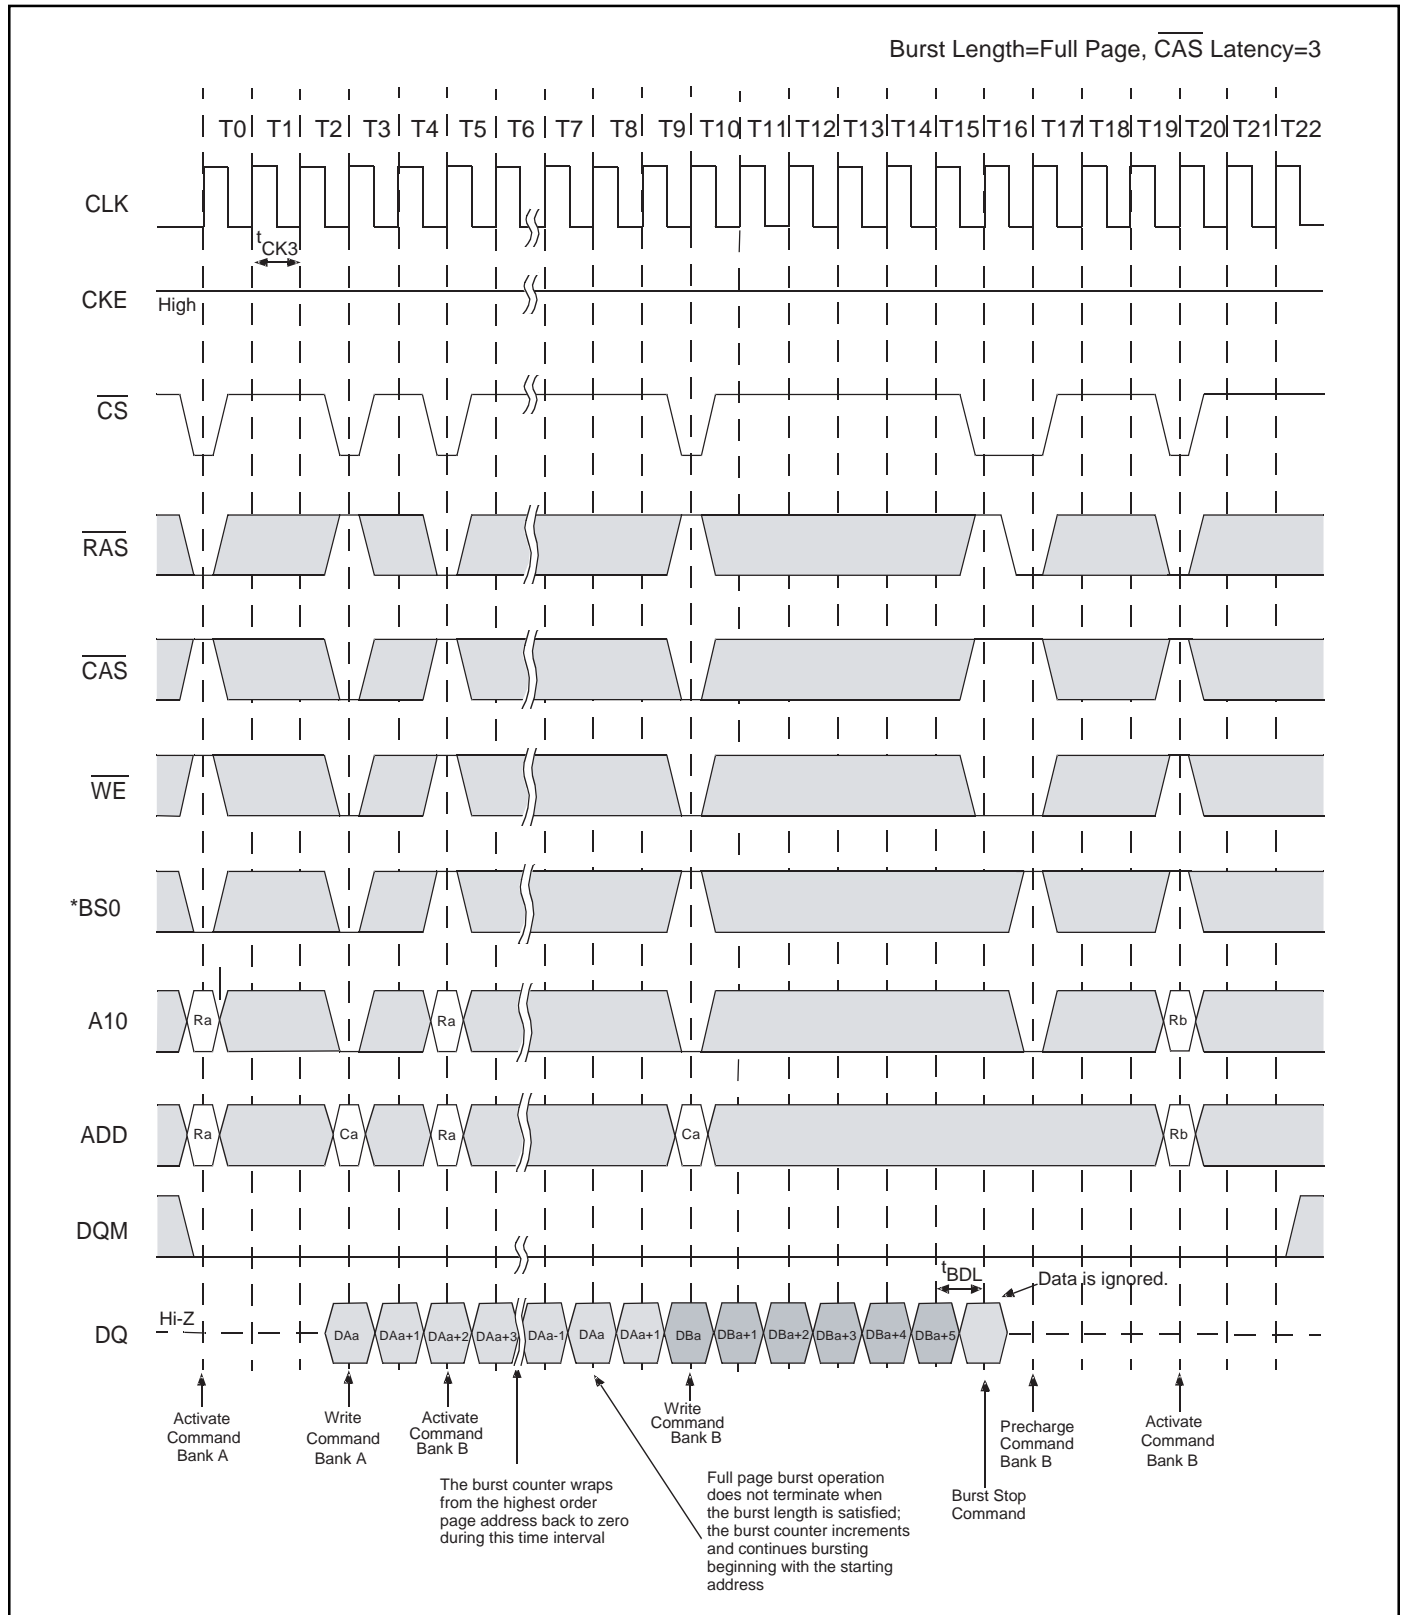 Burst Length=Full Page, CAS Latency=3
T0 T1 T2 T3 T4 T5 T6 T7 T8 T9 T10 T11 T12 T13 T14 T15 T16 T17 T18 T19 T20 T21 T22
CLK
tCK3
CKE
High
CS
RAS
CAS
WE
*BS0
A10
Ra Ra Rb
ADD
Ra Ca Ra Ca Rb
DQM
tBDL
Data is ignored.
Hi-Z
DQ
DAa DAa+1 DAa+2 DAa+3 DAa-1 DAa DAa+1 DBa DBa+1 DBa+2 DBa+3 DBa+4 DBa+5
Activate
Command
Bank A
Write
Command
Bank A
Activate
Command
Bank B
Write
Command
Bank B
Precharge
Command
Bank B
Activate
Command
Bank B
The burst counter wraps
from the highest order
page address back to zero
during this time interval
Full page burst operation
does not terminate when
the burst length is satisfied;
the burst counter increments
and continues bursting
beginning with the starting
address
Burst Stop
Command